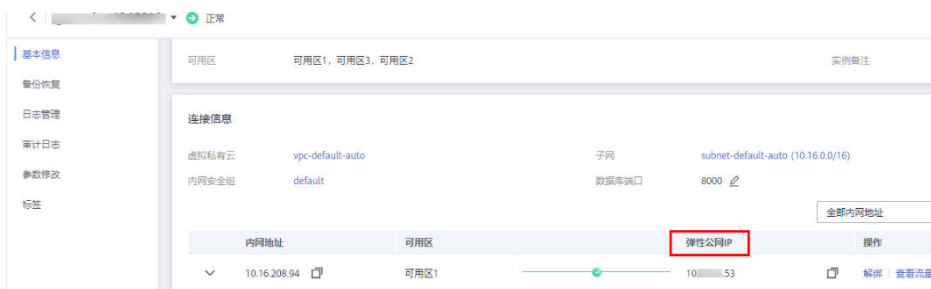 正常
基本信息
可用区 可用区1, 可用区3, 可用区2 实例备注
备份恢复
日志管理
连接信息
审计日志
虚拟私有云 vpc-default-auto 子网 subnet-default-auto (10.16.0.0/16)
参数修改
内网安全组 default 数据库端口 8000
标签
全部内网地址
内网地址 可用区 弹性公网IP 操作
10.16.208.94 可用区1 10 .53 解绑 查看流量